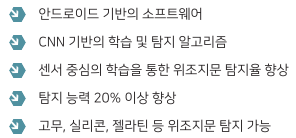 안드로이드 기반의 소프트웨어
CNN 기반의 학습 및 탐지 알고리즘
센서 중심의 학습을 통한 위조지문 탐지율 향상
탐지 능력 20% 이상 향상
고무, 실리콘, 젤라틴 등 위조지문 탐지 가능